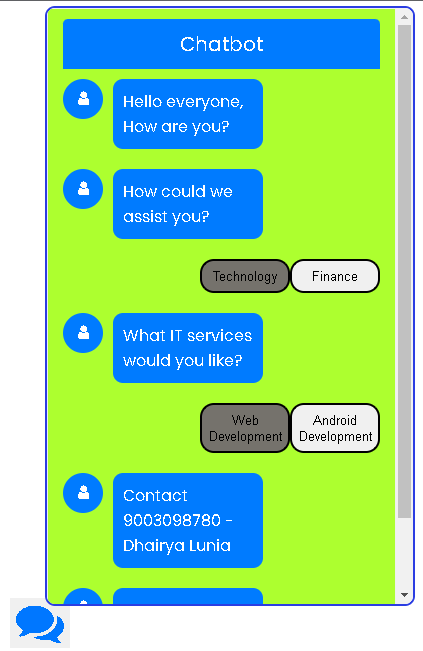 Chatbot
Hello everyone,
How are you?
How could we
assist you?
Technology Finance
What IT services
would you like?
Web Android
Development Development
Contact
9003098780 -
Dhairya Lunia